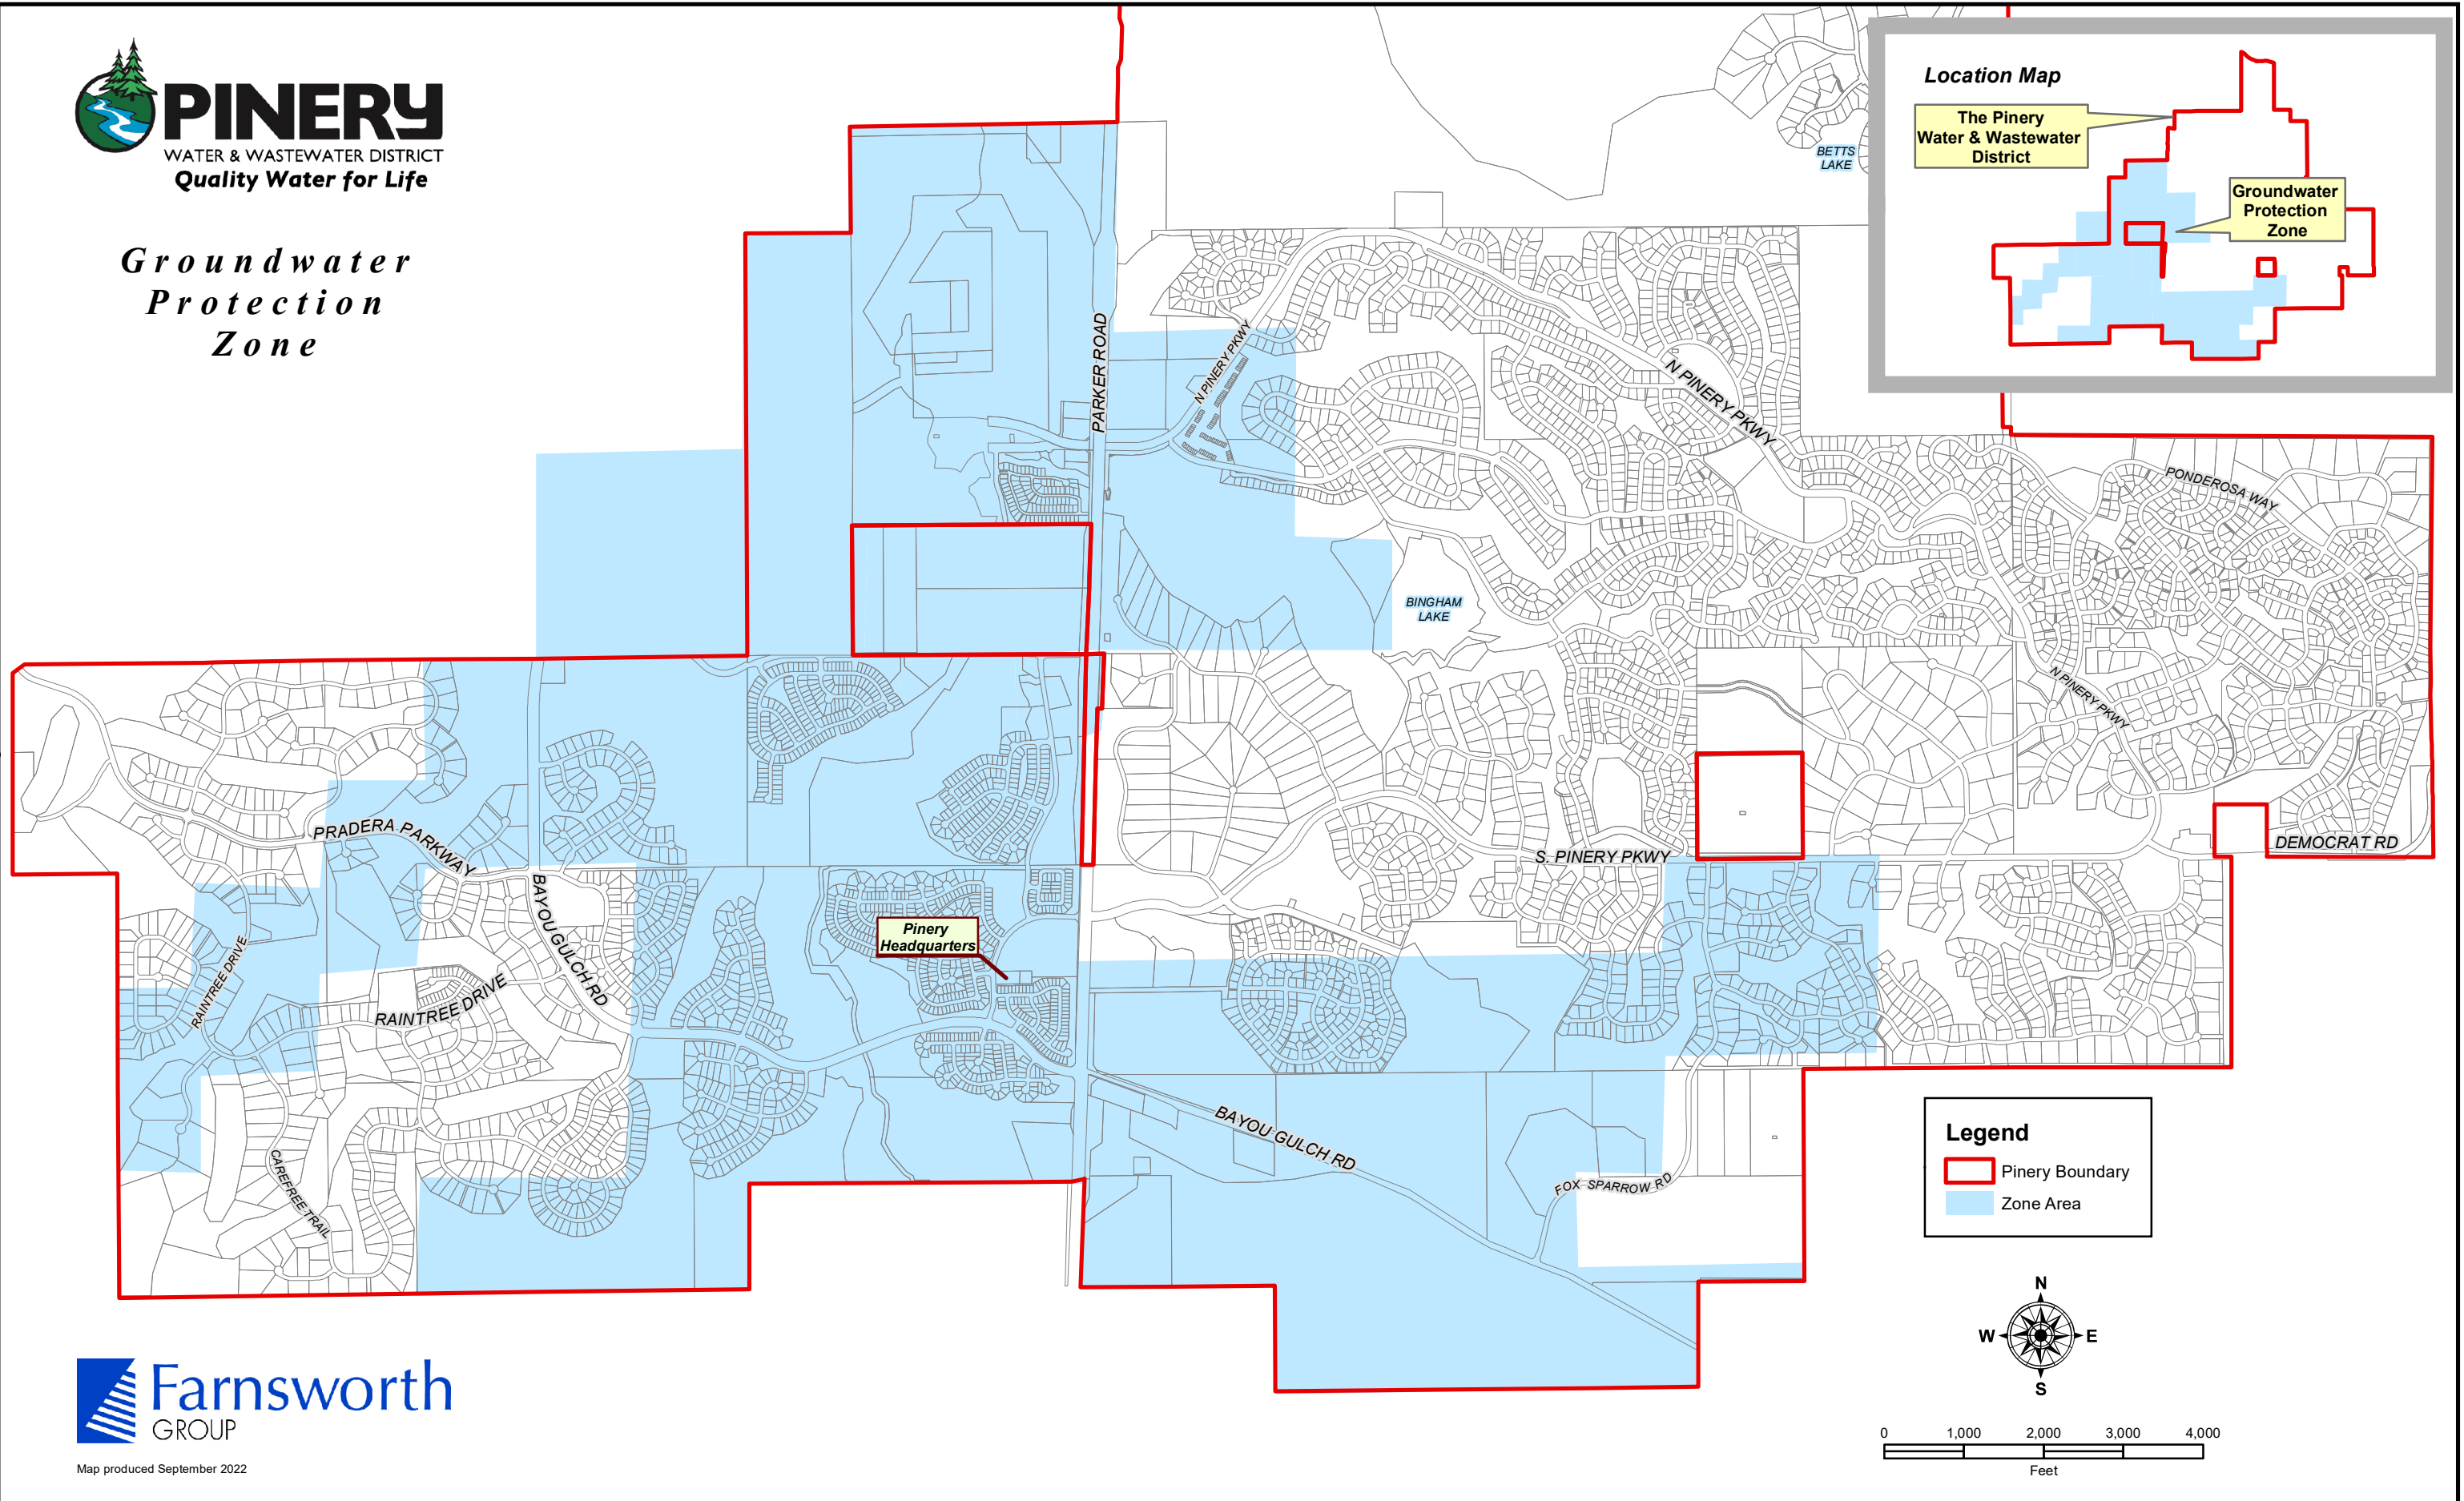 PINERY
WATER & WASTEWATER DISTRICT
Quality Water for Life
Groundwater
Protection
Zone
Location Map
The Pinery
Water & Wastewater
District
Groundwater
Protection
Zone
BETTS
LAKE
PARKER ROAD
N PINERY PKWY
N PINERY PKWY
PONDEROSA WAY
BINGHAM
LAKE
N PINERY PKWY
PRADERA PARKWAY
S. PINERY PKWY
DEMOCRAT RD
BAYOU GULCH RD
Pinery
Headquarters
RAINTREE DRIVE
RAINTREE DRIVE
BAYOU GULCH RD
FOX SPARROW RD
CAREFREE TRAIL
Legend
Pinery Boundary
Zone Area
N
W E
S
Farnsworth
GROUP
Map produced September 2022
0 1,000 2,000 3,000 4,000
Feet